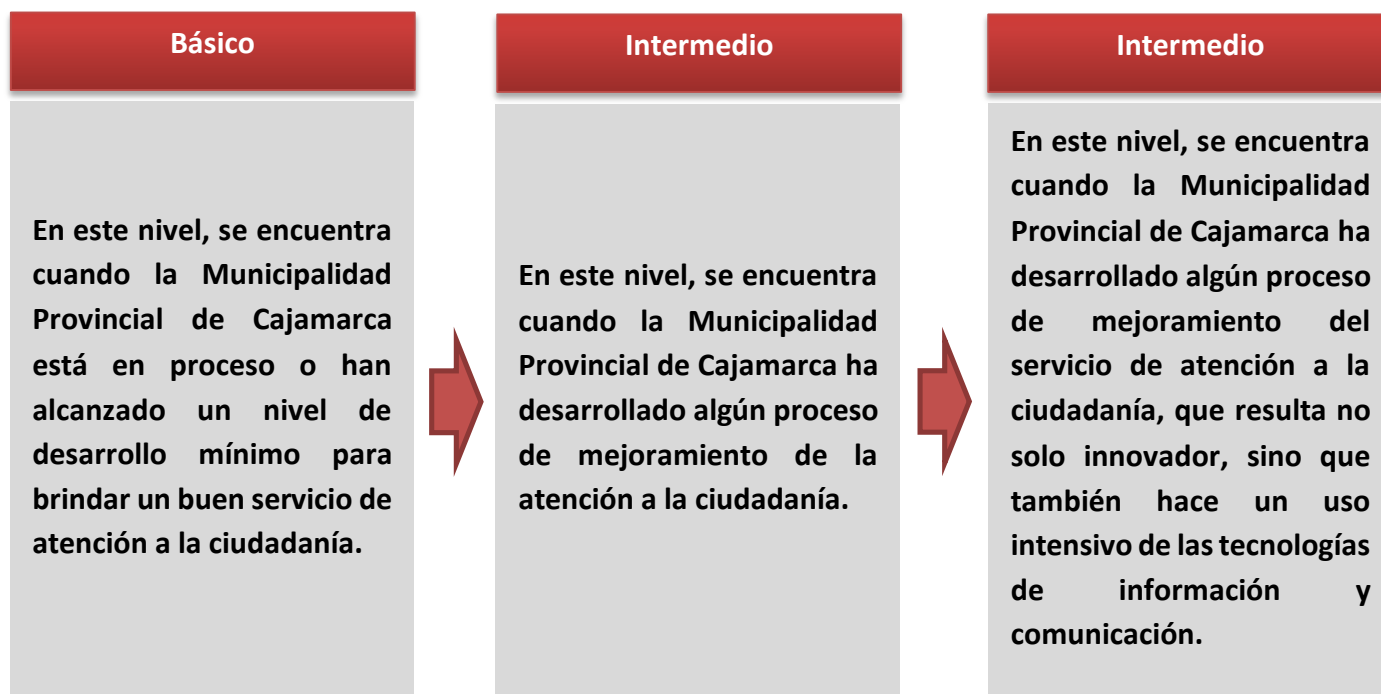 Básico
En este nivel, se encuentra
cuando la Municipalidad
Provincial de Cajamarca
está en proceso o han
alcanzado un nivel de
desarrollo mínimo para
brindar un buen servicio de
atención a la ciudadanía.
Intermedio
En este nivel, se encuentra
cuando la Municipalidad
Provincial de Cajamarca ha
desarrollado algún proceso
de mejoramiento de la
atención a la ciudadanía.
Intermedio
En este nivel, se encuentra
cuando la Municipalidad
Provincial de Cajamarca ha
desarrollado algún proceso
de mejoramiento del
servicio de atención a la
ciudadanía, que resulta no
solo innovador, sino que
también hace un uso
intensivo de las tecnologías
de información y
comunicación.